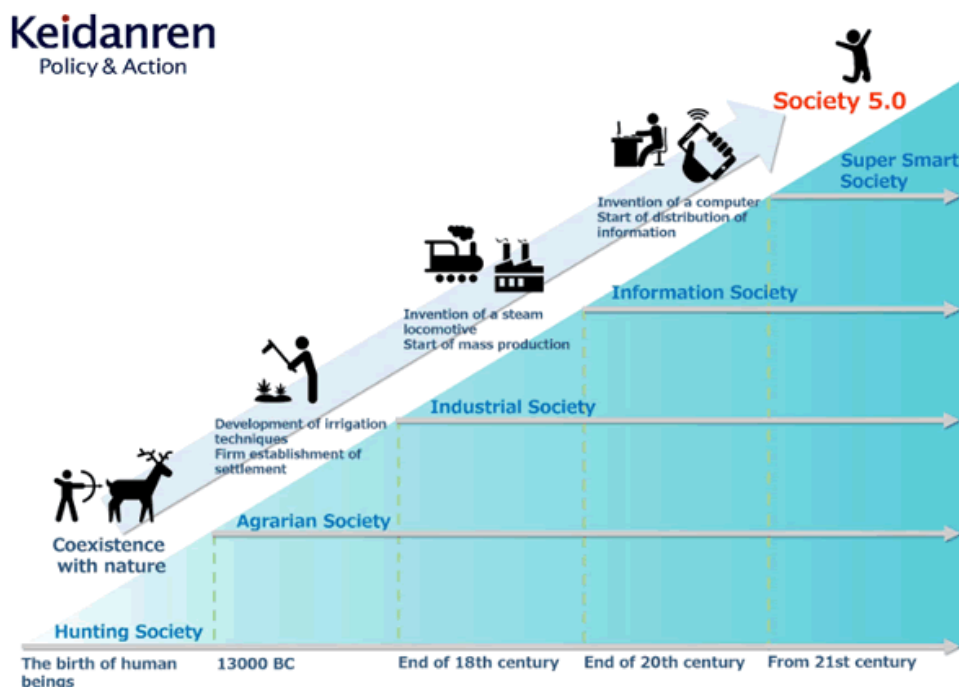 Keidanren
Policy & Action
Society 5.0
Super Smart
Society
Invention of a computer
Start of distribution of
information
Information Society
Invention of a steam
locomotive
Start of mass production
Industrial Society
Development of irrigation
techniques
Firm establishment of
settlement
Agrarian Society
Coexistence
with nature
Hunting Society
The birth of human
beings
13000 BC
End of 18th century
End of 20th century
From 21st century